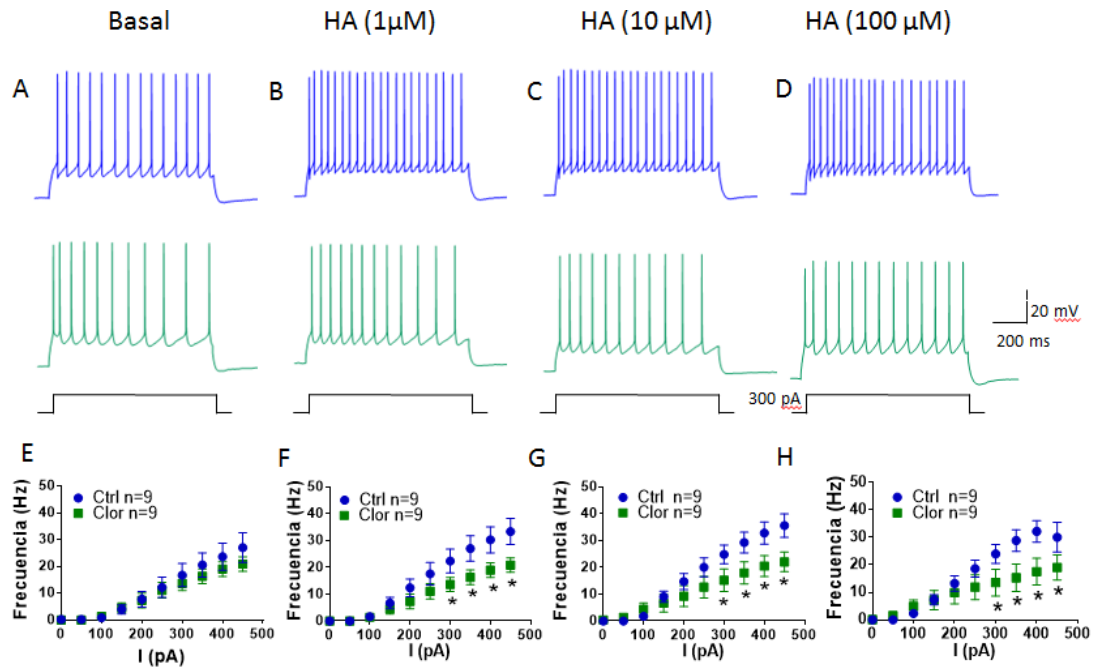 Basal
HA (1µM)
HA (10 µM)
HA (100 µM)
A
B
C
D
20 mV
200 ms
300 pA
E
F
G
H
Frecuencia (Hz)
50
40
30
20
10
0
Ctrl n=9
Clor n=9
0 100 200 300 400 500
I (pA)
Frecuencia (Hz)
50
40
30
20
10
0
Ctrl n=9
Clor n=9
* * * *
0 100 200 300 400 500
I (pA)
Frecuencia (Hz)
50
40
30
20
10
0
Ctrl n=9
Clor n=9
* * * *
0 100 200 300 400 500
I (pA)
Frecuencia (Hz)
50
40
30
20
10
0
Ctrl n=9
Clor n=9
* * * *
0 100 200 300 400 500
I (pA)